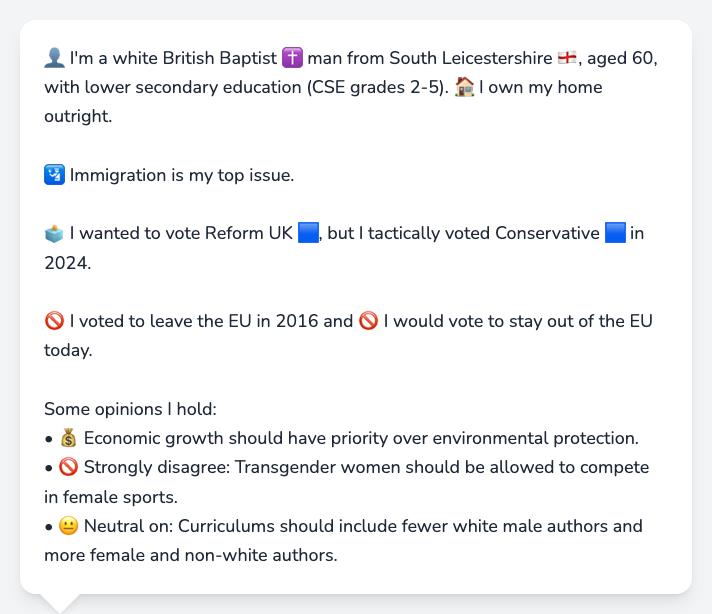 👤 I'm a white British Baptist ✝️ man from South Leicestershire 🏴󠁧󠁢󠁥󠁮󠁧󠁿, aged 60,
with lower secondary education (CSE grades 2-5). 🏠 I own my home
outright.
🛂 Immigration is my top issue.
🗳️ I wanted to vote Reform UK 🟦, but I tactically voted Conservative 🟦 in
2024.
🚫 I voted to leave the EU in 2016 and 🚫 I would vote to stay out of the EU
today.
Some opinions I hold:
• 💰 Economic growth should have priority over environmental protection.
• 🚫 Strongly disagree: Transgender women should be allowed to compete
in female sports.
• 😐 Neutral on: Curriculums should include fewer white male authors and
more female and non-white authors.